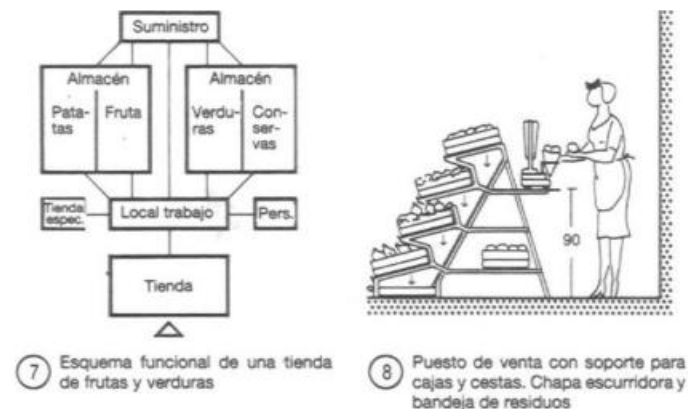 Suministro
Almacén
Pata-
tas
Fruta
Almacén
Verdu-
ras
Con-
ser-
vas
Tienda
espec.
Local trabajo
Pers.
Tienda
7 Esquema funcional de una tienda
de frutas y verduras
90
8 Puesto de venta con soporte para
cajas y cestas. Chapa escurridora y
bandeja de residuos